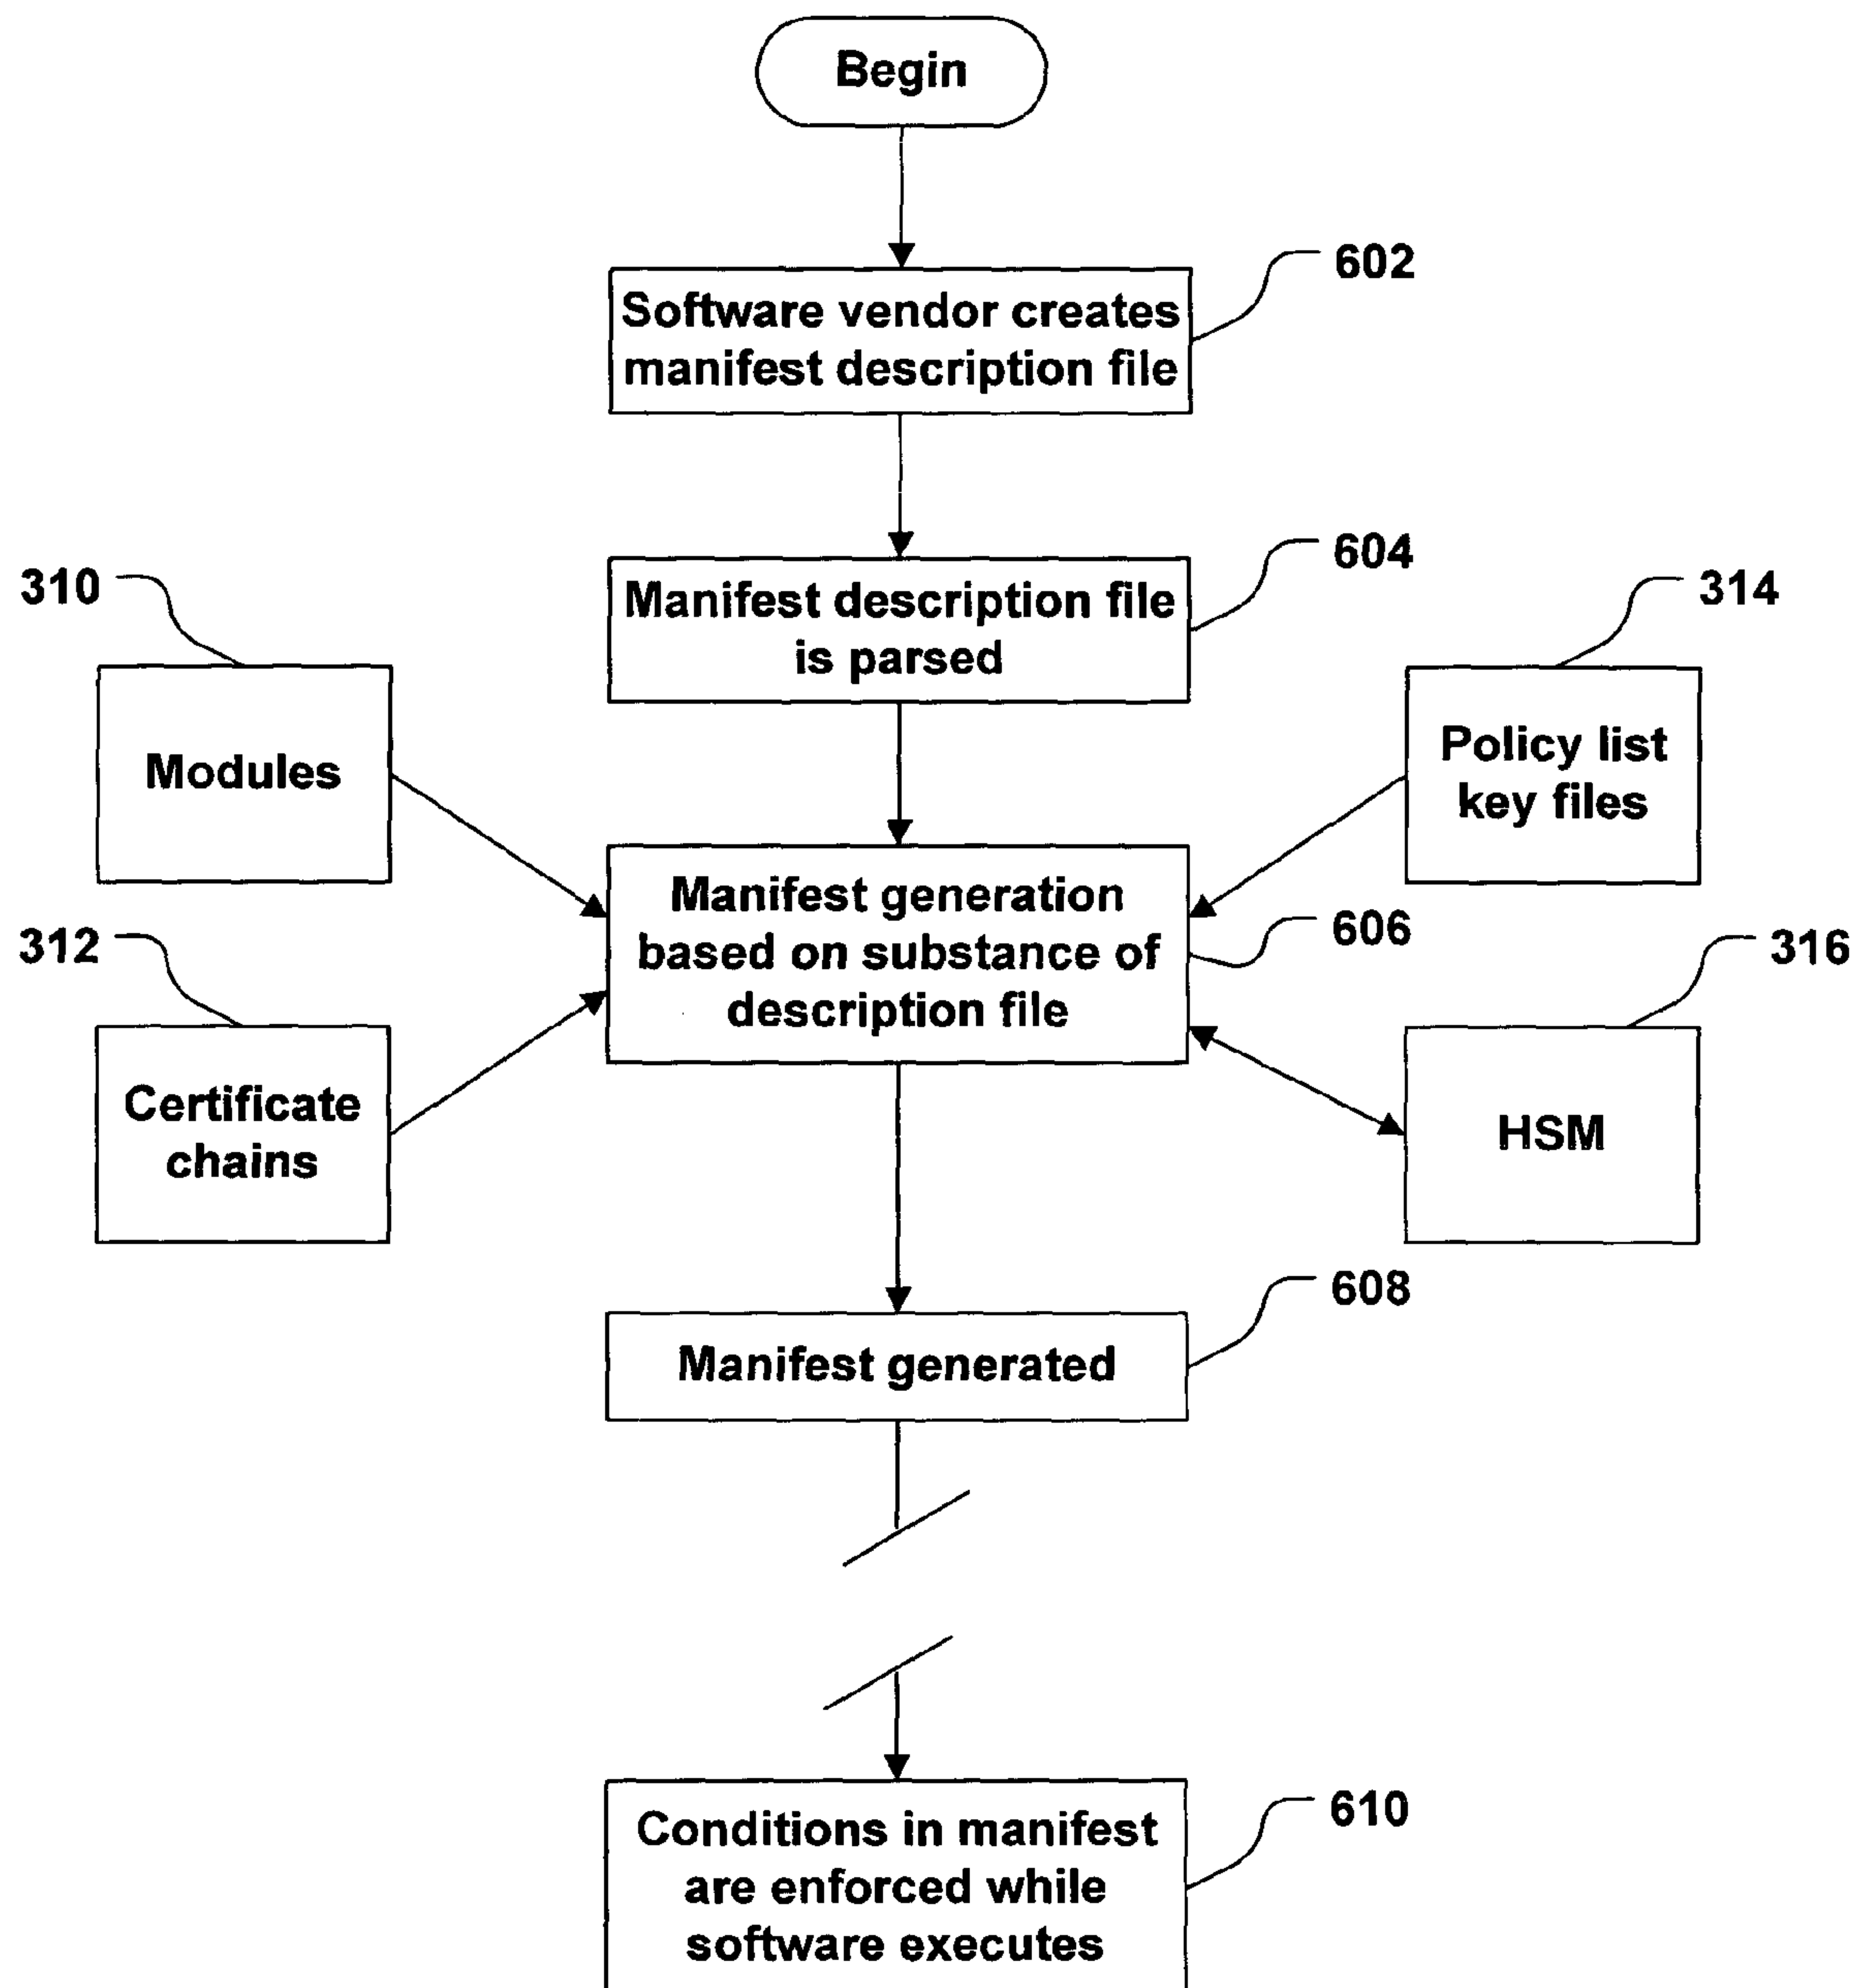 Begin
602
Software vendor creates
manifest description file
604
Manifest description file
is parsed
310
Modules
314
Policy list
key files
Manifest generation
based on substance of
description file
606
312
Certificate
chains
316
HSM
608
Manifest generated
610
Conditions in manifest
are enforced while
software executes